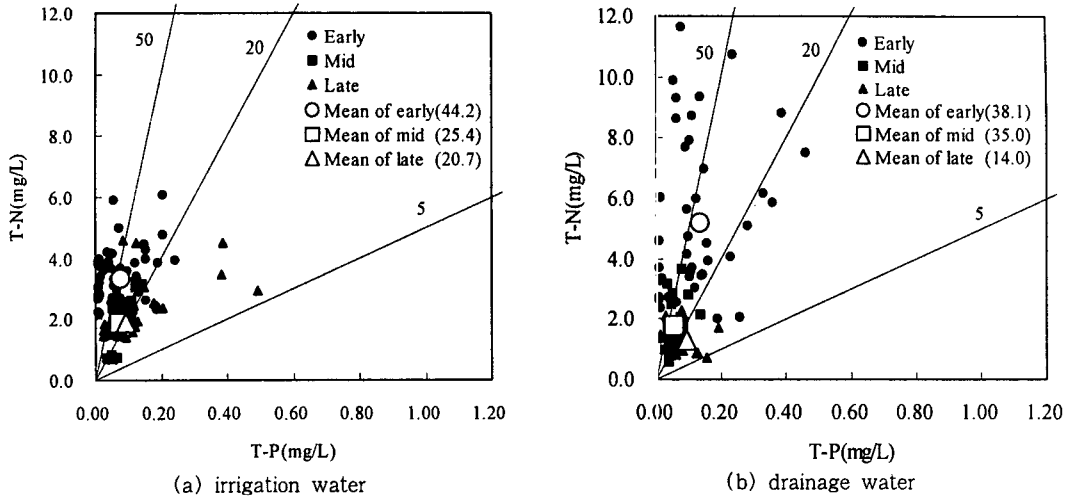 12.0
10.0
8.0
6.0
4.0
2.0
0.0
T-N(mg/L)
50
20
5
Early
Mid
Late
Mean of early(44.2)
Mean of mid (25.4)
Mean of late (20.7)
0.00 0.20 0.40 0.60 0.80 1.00 1.20
T-P(mg/L)
(a) irrigation water
12.0
10.0
8.0
6.0
4.0
2.0
0.0
T-N(mg/L)
50
20
5
Early
Mid
Late
Mean of early(38.1)
Mean of mid (35.0)
Mean of late (14.0)
0.00 0.20 0.40 0.60 0.80 1.00 1.20
T-P(mg/L)
(b) drainage water